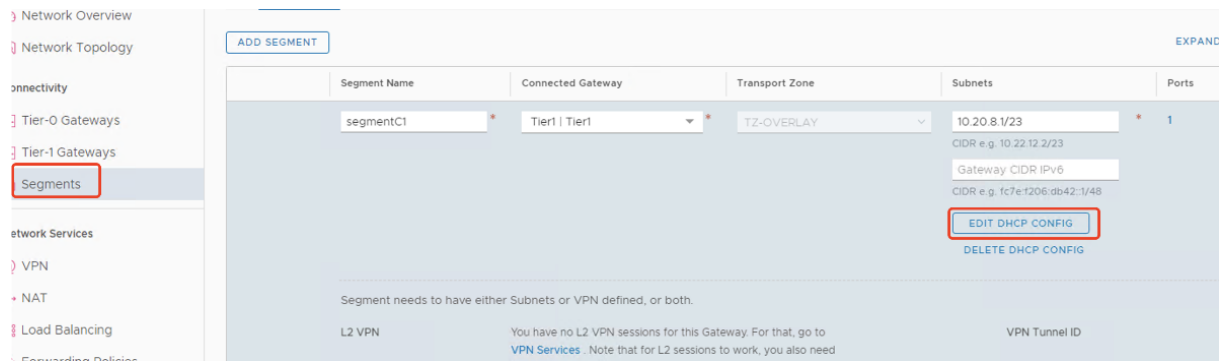 Network Overview
ADD SEGMENT
EXPAND
Network Topology
Segment Name Connected Gateway Transport Zone Subnets Ports
onnectivity
Tier-0 Gateways
segmentC1 * Tier1 | Tier1 * TZ-OVERLAY 10.20.8.1/23 * 1
CIDR e.g. 10.22.12.2/23
Tier-1 Gateways
Gateway CIDR IPv6
Segments
CIDR e.g. fc7e:f206:db42::1/48
EDIT DHCP CONFIG
etwork Services
DELETE DHCP CONFIG
VPN
NAT
Segment needs to have either Subnets or VPN defined, or both.
Load Balancing
L2 VPN You have no L2 VPN sessions for this Gateway. For that, go to VPN Tunnel ID
VPN Services . Note that for L2 sessions to work, you also need
Forwarding Policies